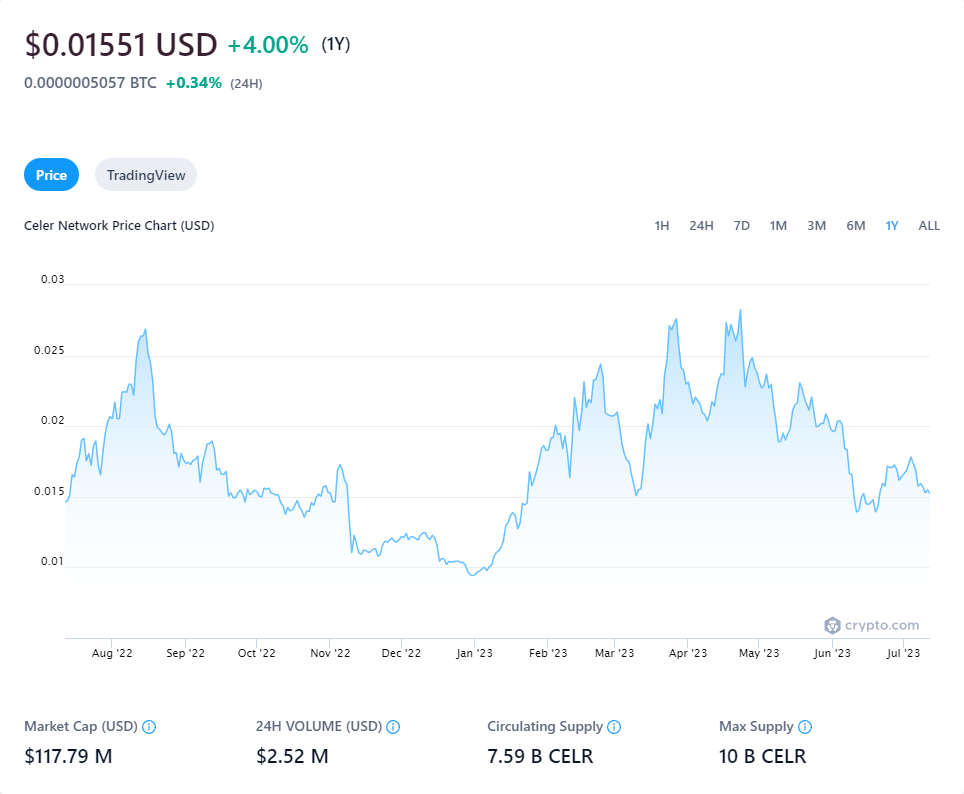 $0.01551 USD +4.00% (1Y)
0.0000005057 BTC +0.34% (24H)
Price TradingView
Celer Network Price Chart (USD) 1H 24H 7D 1M 3M 6M 1Y ALL
0.03
0.025
0.02
0.015
0.01
crypto.com
Aug '22 Sep '22 Oct '22 Nov '22 Dec '22 Jan '23 Feb '23 Mar '23 Apr '23 May '23 Jun '23 Jul '23
Market Cap (USD) 24H VOLUME (USD) Circulating Supply Max Supply
$117.79 M $2.52 M 7.59 B CELR 10 B CELR